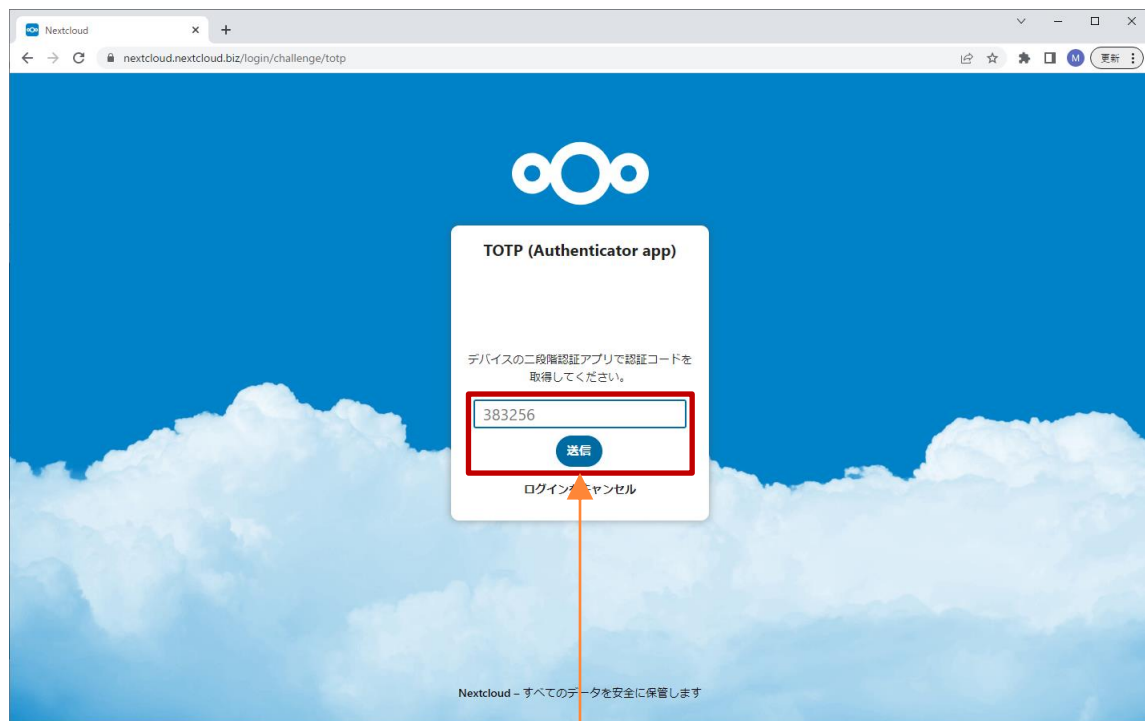 Nextcloud
nextcloud.nextcloud.biz/login/challenge/totp
M
更新
TOTP (Authenticator app)
デバイスの二段階認証アプリで認証コードを
取得してください。
383256
送信
ログインをキャンセル
Nextcloud – すべてのデータを安全に保管します